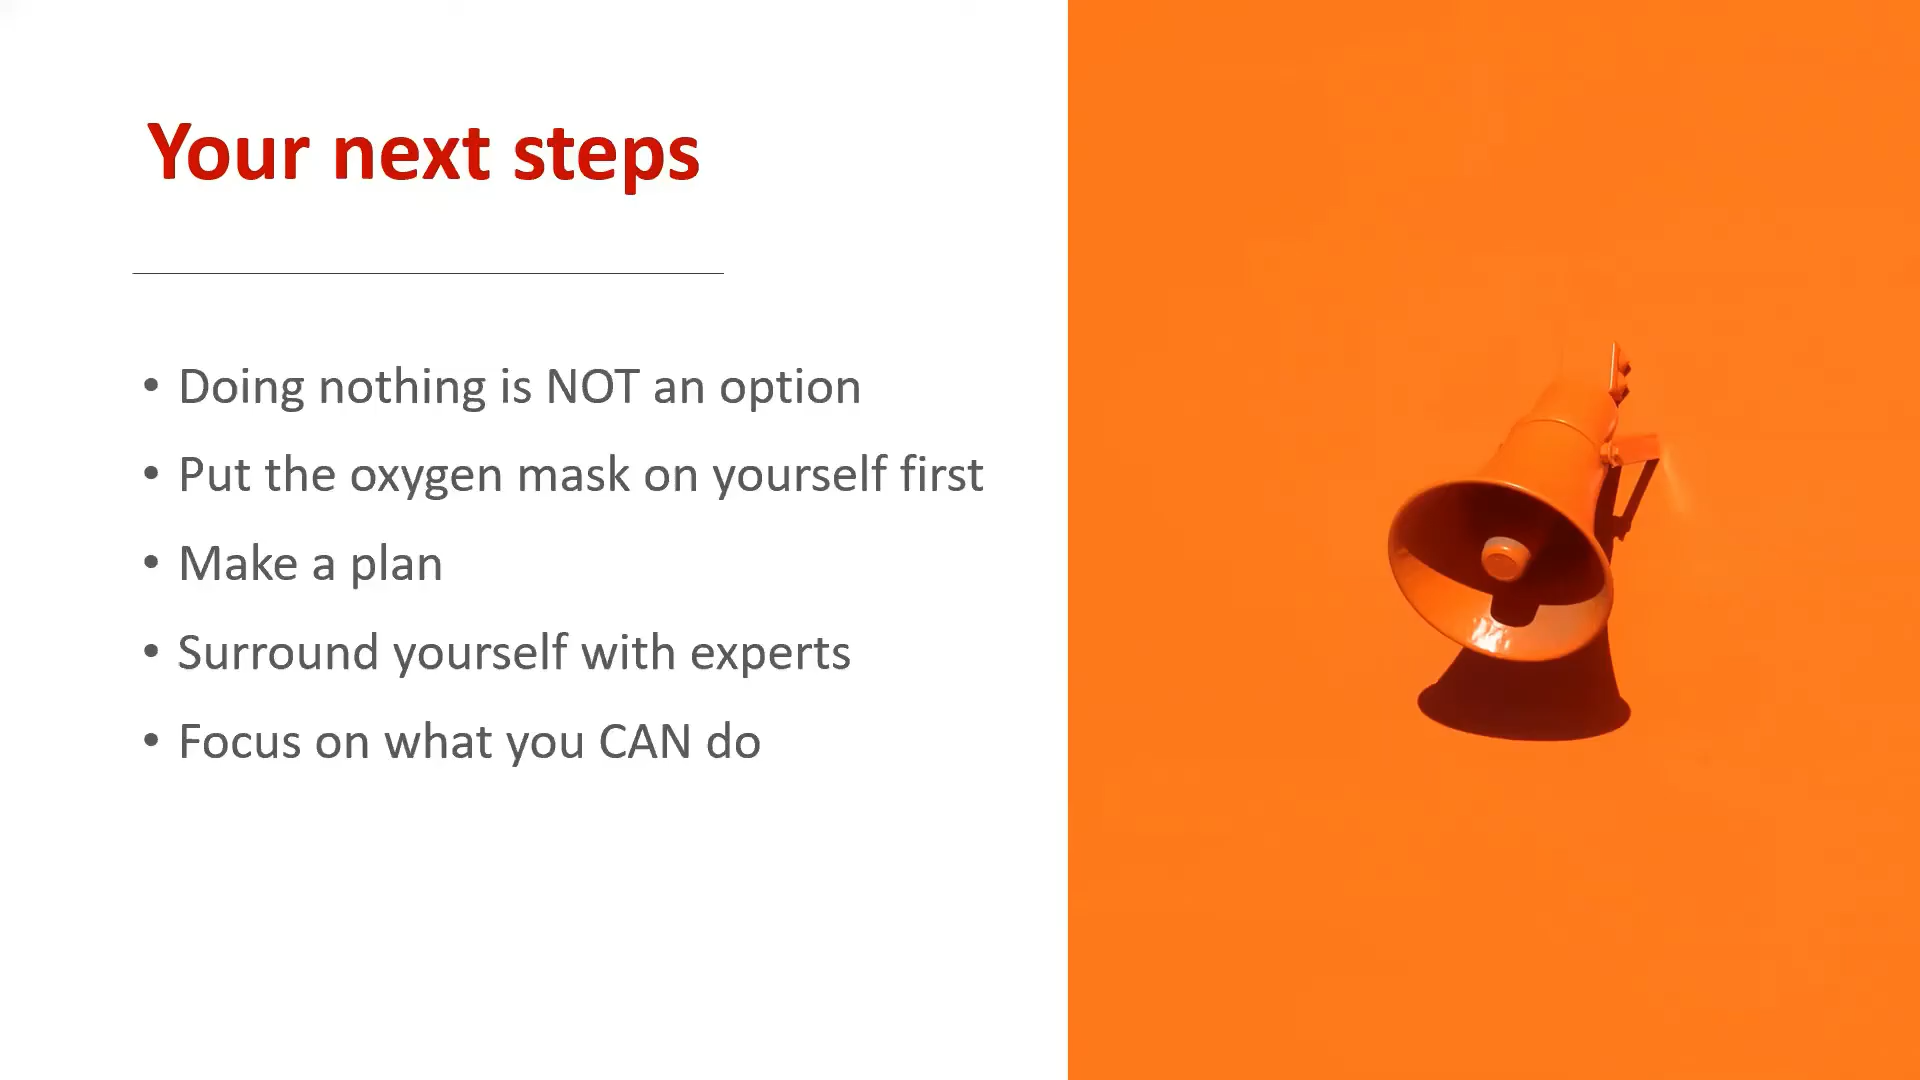 Your next steps
• Doing nothing is NOT an option
• Put the oxygen mask on yourself first
• Make a plan
• Surround yourself with experts
• Focus on what you CAN do